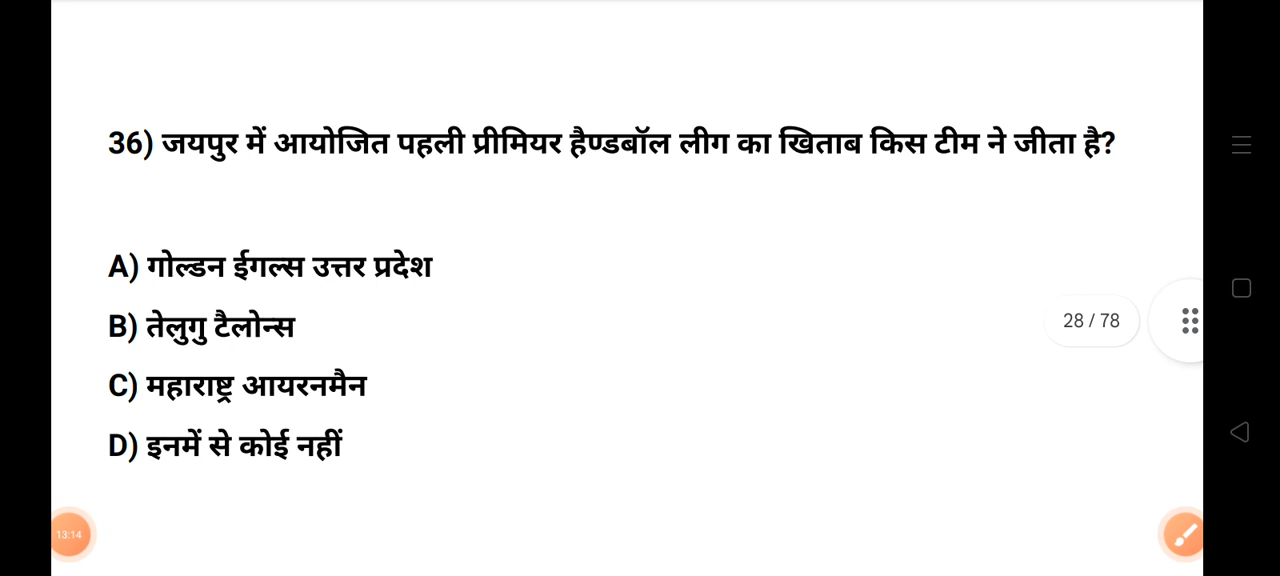 36) जयपुर में आयोजित पहली प्रीमियर हैण्डबॉल लीग का खिताब किस टीम ने जीता है?
A) गोल्डन ईगल्स उत्तर प्रदेश
B) तेलुगु टैलोन्स
28 / 78
C) महाराष्ट्र आयरनमैन
D) इनमें से कोई नहीं
13:14